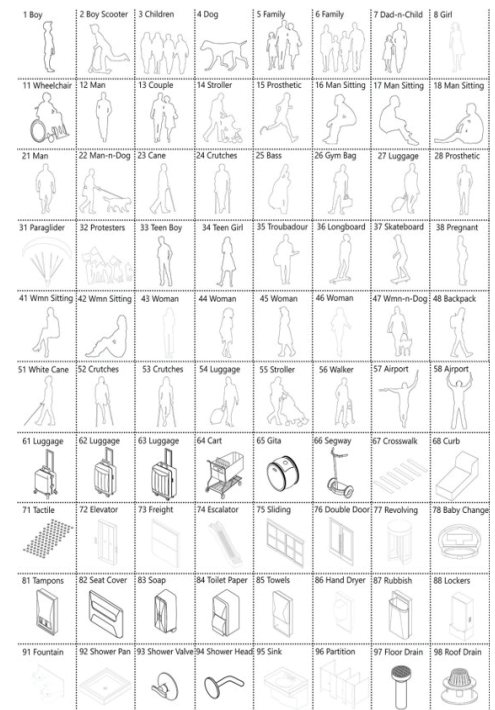 1 Boy
2 Boy Scooter
3 Children
4 Dog
5 Family
6 Family
7 Dad-n-Child
8 Girl
11 Wheelchair
12 Man
13 Couple
14 Stroller
15 Prosthetic
16 Man Sitting
17 Man Sitting
18 Man Sitting
21 Man
22 Man-n-Dog
23 Cane
24 Crutches
25 Bass
26 Gym Bag
27 Luggage
28 Prosthetic
31 Paraglider
32 Protesters
33 Teen Boy
34 Teen Girl
35 Troubadour
36 Longboard
37 Skateboard
38 Pregnant
41 Wmn Sitting
42 Wmn Sitting
43 Woman
44 Woman
45 Woman
46 Woman
47 Wmn-n-Dog
48 Backpack
51 White Cane
52 Crutches
53 Crutches
54 Luggage
55 Stroller
56 Walker
57 Airport
58 Airport
61 Luggage
62 Luggage
63 Luggage
64 Cart
65 Gita
66 Segway
67 Crosswalk
68 Curb
71 Tactile
72 Elevator
73 Freight
74 Escalator
75 Sliding
76 Double Door
77 Revolving
78 Baby Change
81 Tampons
82 Seat Cover
83 Soap
84 Toilet Paper
85 Towels
86 Hand Dryer
87 Rubbish
88 Lockers
91 Fountain
92 Shower Pan
93 Shower Valve
94 Shower Head
95 Sink
96 Partition
97 Floor Drain
98 Roof Drain